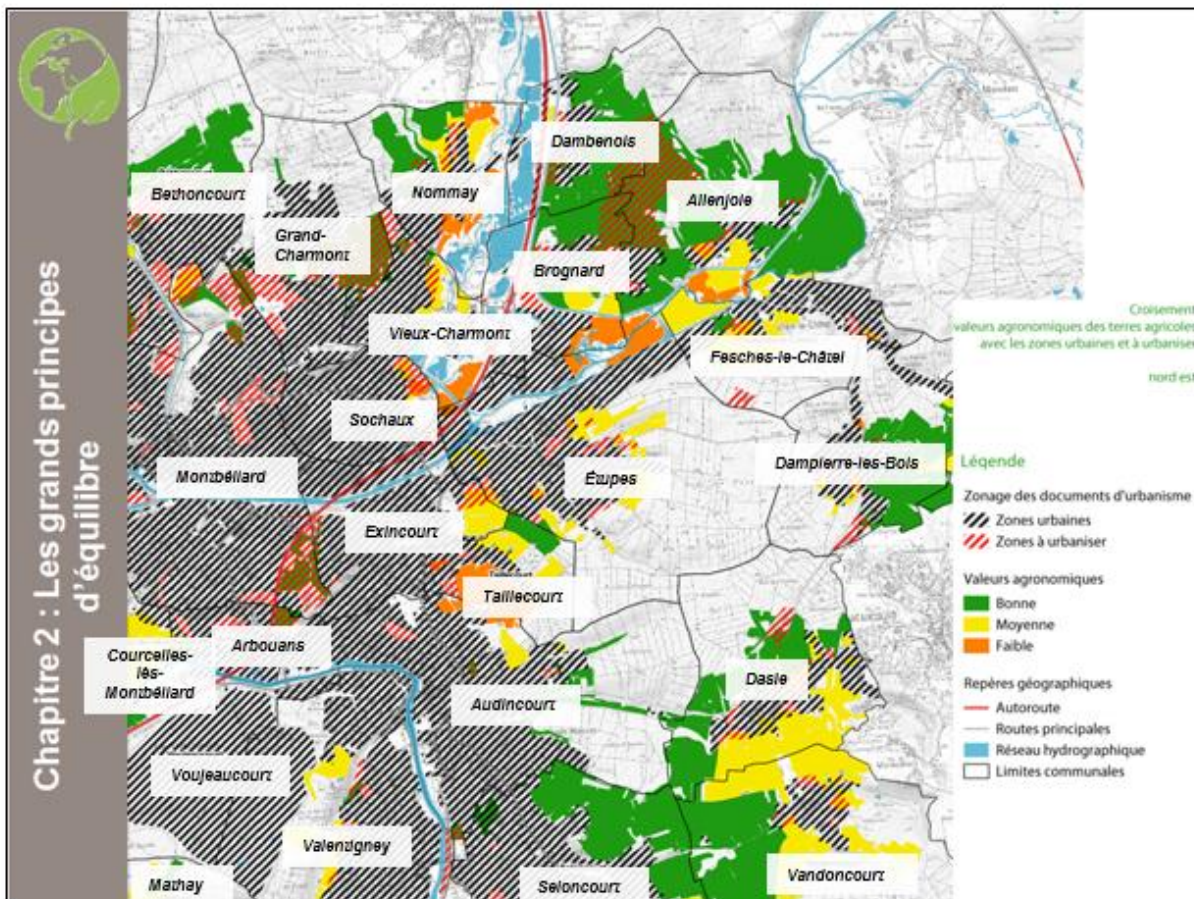 Chapitre 2 : Les grands principes
d'équilibre
Dambenois
Bethoncourt
Nommay
Allenjoie
Grand-
Charmont
Brognard
Vieux-Charmont
Fesches-le-Châtel
Sochaux
Montbéliard
Étupes
Dampierre-les-Bois
Exincourt
Taillecourt
Arbouans
Courcelles-
lès-
Montbéliard
Dasle
Audincourt
Voujeaucourt
Valentigney
Mathay
Seloncourt
Vandoncourt
Croisement
valeurs agronomiques des terres agricoles
avec les zones urbaines et à urbaniser
nord est
Légende
Zonage des documents d'urbanisme
Zones urbaines
Zones à urbaniser
Valeurs agronomiques
Bonne
Moyenne
Faible
Repères géographiques
Autoroute
Routes principales
Réseau hydrographique
Limites communales